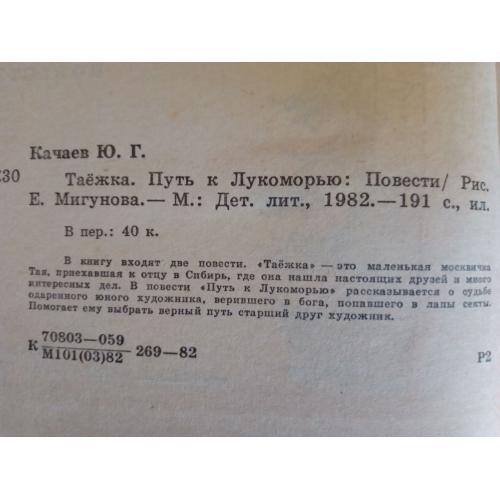 Качаев Ю. Г.
30 Таёжка. Путь к Лукоморью: Повести/ Рис.
Е. Мигунова.— М.: Дет. лит., 1982.—191 с., ил.
В пер.: 40 к.
В книгу входят две повести. «Таёжка» — это маленькая москвичка
Тая, приехавшая к отцу в Сибирь, где она нашла настоящих друзей и много
интересных дел. В повести «Путь к Лукоморью» рассказывается о судьбе
одаренного юного художника, верившего в бога, попавшего в лапы секты.
Помогает ему выбрать верный путь старший друг художник.
К 70803—059
М101(03)82 269—82
Р2